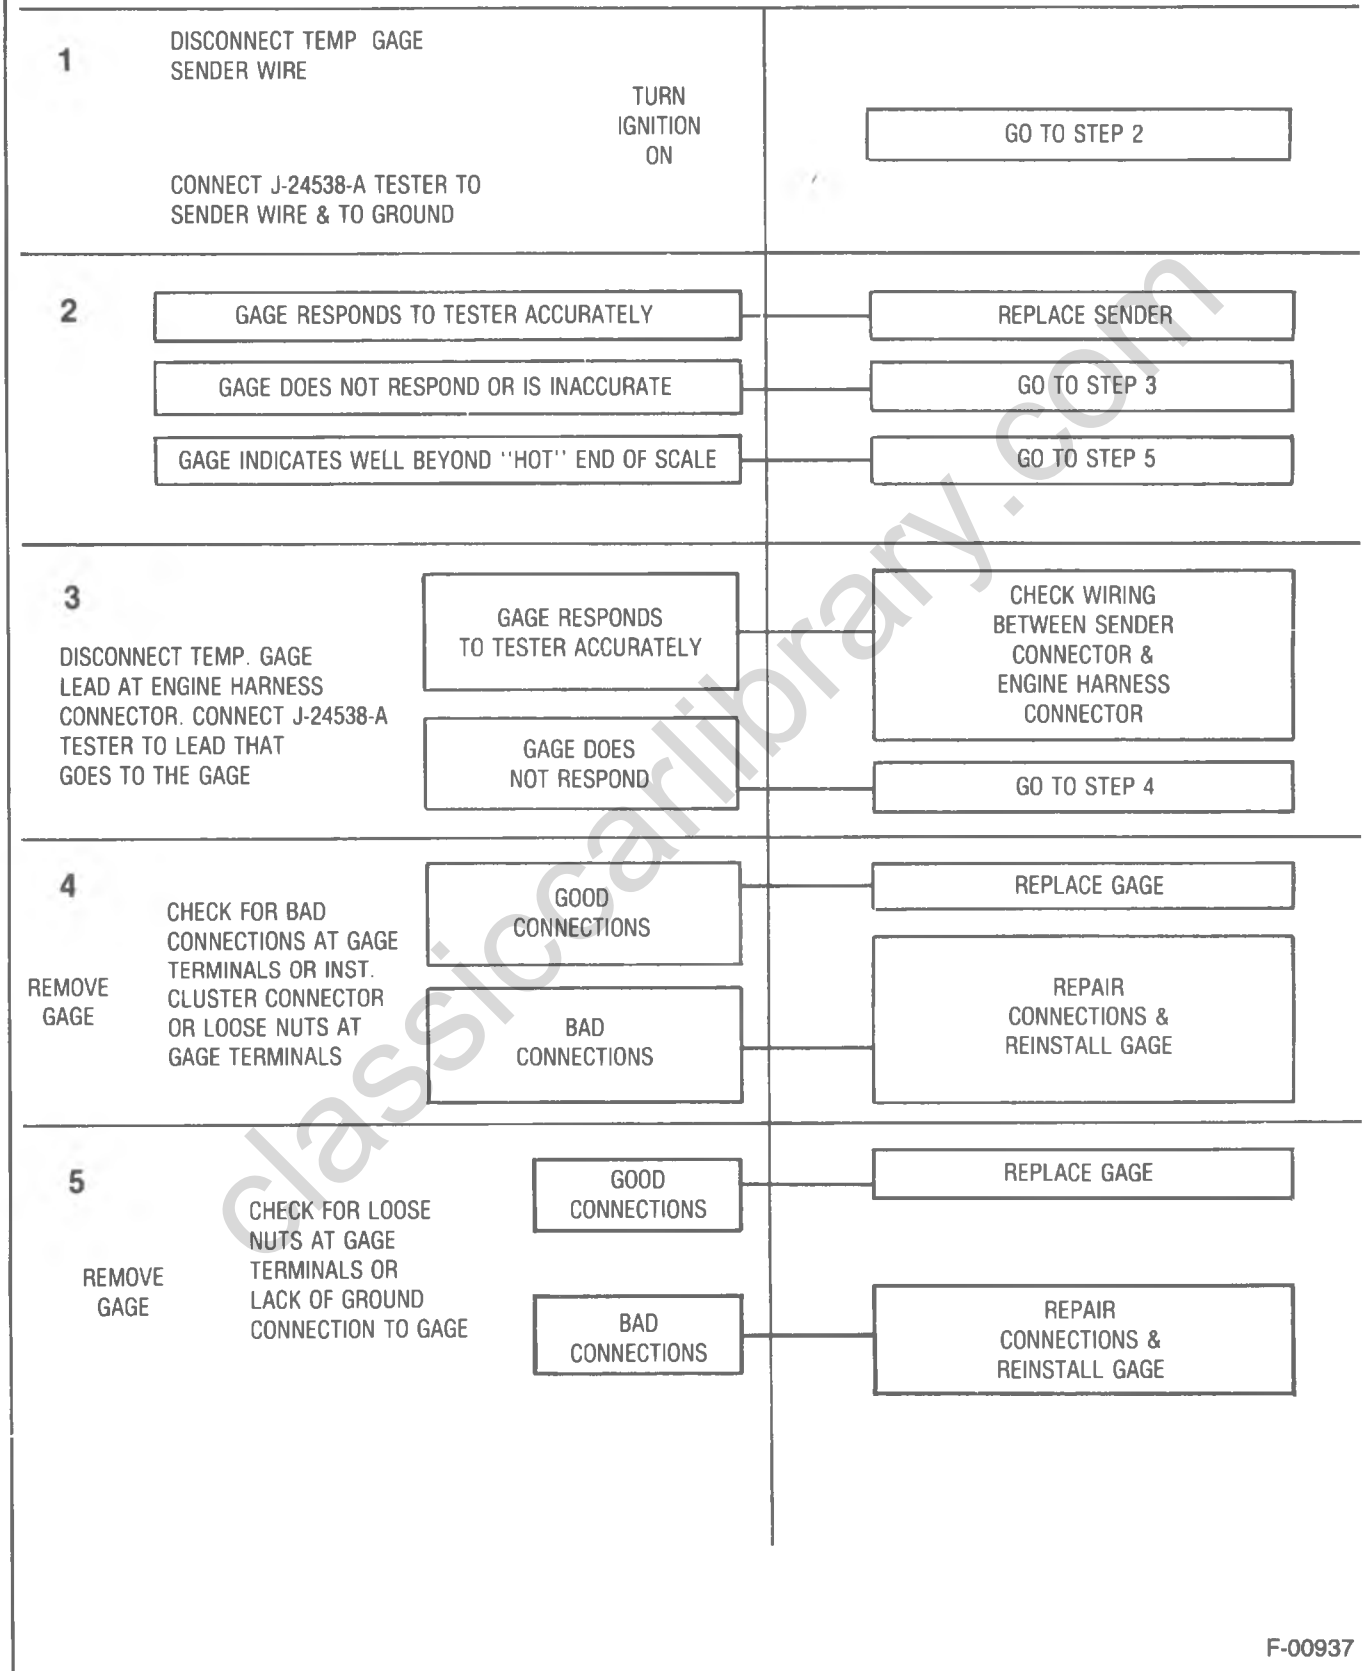 1
DISCONNECT TEMP GAGE
SENDER WIRE
TURN
IGNITION
ON
CONNECT J-24538-A TESTER TO
SENDER WIRE & TO GROUND
GO TO STEP 2
2
GAGE RESPONDS TO TESTER ACCURATELY
REPLACE SENDER
GAGE DOES NOT RESPOND OR IS INACCURATE
GO TO STEP 3
GAGE INDICATES WELL BEYOND "HOT" END OF SCALE
GO TO STEP 5
3
DISCONNECT TEMP. GAGE
LEAD AT ENGINE HARNESS
CONNECTOR. CONNECT J-24538-A
TESTER TO LEAD THAT
GOES TO THE GAGE
GAGE RESPONDS
TO TESTER ACCURATELY
CHECK WIRING
BETWEEN SENDER
CONNECTOR &
ENGINE HARNESS
CONNECTOR
GAGE DOES
NOT RESPOND
GO TO STEP 4
4
REMOVE
GAGE
CHECK FOR BAD
CONNECTIONS AT GAGE
TERMINALS OR INST.
CLUSTER CONNECTOR
OR LOOSE NUTS AT
GAGE TERMINALS
GOOD
CONNECTIONS
REPLACE GAGE
BAD
CONNECTIONS
REPAIR
CONNECTIONS &
REINSTALL GAGE
5
REMOVE
GAGE
CHECK FOR LOOSE
NUTS AT GAGE
TERMINALS OR
LACK OF GROUND
CONNECTION TO GAGE
GOOD
CONNECTIONS
REPLACE GAGE
BAD
CONNECTIONS
REPAIR
CONNECTIONS &
REINSTALL GAGE
F-00937
classiccarlibrary.com